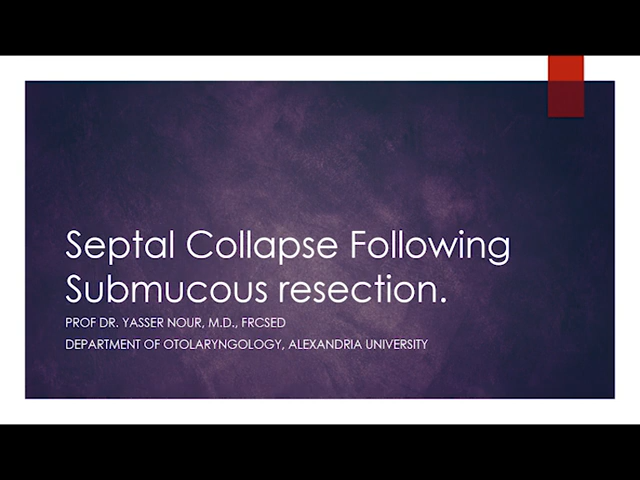 Septal Collapse Following
Submucous resection.
PROF DR. YASSER NOUR, M.D., FRCSED
DEPARTMENT OF OTOLARYNGOLOGY, ALEXANDRIA UNIVERSITY